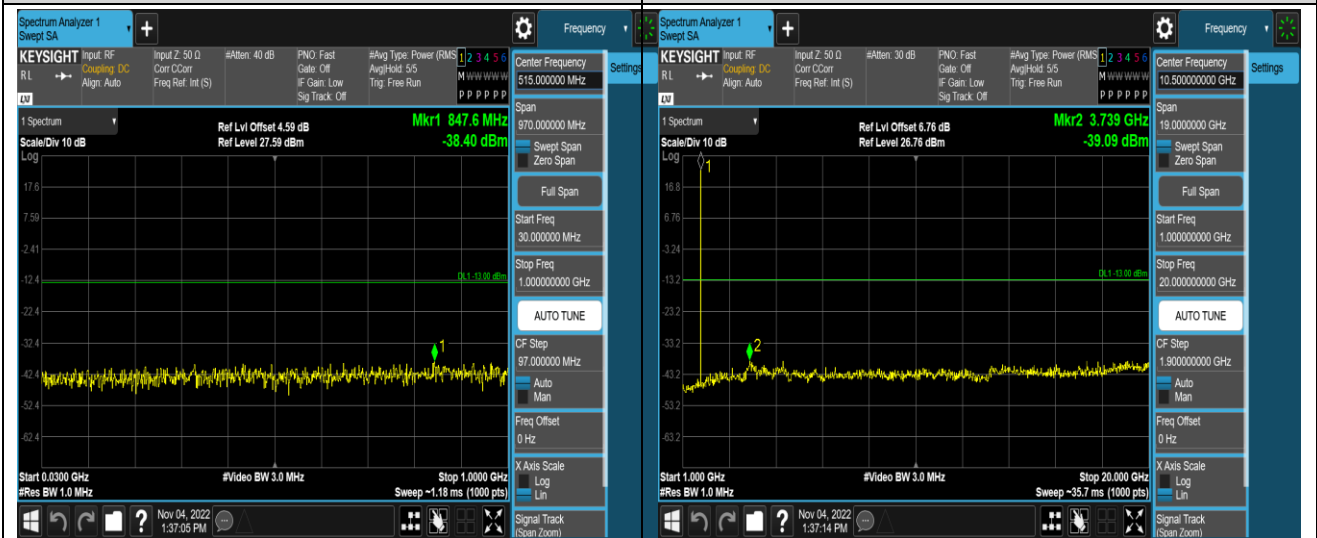 Spectrum Analyzer 1
Swept SA
+
Frequency
KEYSIGHT
RL
LXI
Input: RF
Coupling: DC
Align: Auto
Input Z: 50 Ω
Corr CCorr
Freq Ref: Int (S)
#Atten: 40 dB
PNO: Fast
Gate: Off
IF Gain: Low
Sig Track: Off
#Avg Type: Power (RMS
Avg|Hold: 5/5
Trig: Free Run
1 2 3 4 5 6
M W W W W W
P P P P P P
1 Spectrum
Scale/Div 10 dB
Log
Ref Lvl Offset 4.59 dB
Ref Level 27.59 dBm
Mkr1 847.6 MHz
-38.40 dBm
17.6
7.59
-2.41
-12.4
-22.4
-32.4
-42.4
-52.4
-62.4
DL1 -13.00 dBm
1
Start 0.0300 GHz
#Res BW 1.0 MHz
#Video BW 3.0 MHz
Stop 1.0000 GHz
Sweep ~1.18 ms (1000 pts)
Center Frequency
515.000000 MHz
Settings
Span
970.000000 MHz
Swept Span
Zero Span
Full Span
Start Freq
30.000000 MHz
Stop Freq
1.000000000 GHz
AUTO TUNE
CF Step
97.000000 MHz
Auto
Man
Freq Offset
0 Hz
X Axis Scale
Log
Lin
Signal Track
(Span Zoom)
?
Nov 04, 2022
1:37:05 PM
Spectrum Analyzer 1
Swept SA
+
Frequency
KEYSIGHT
RL
LXI
Input: RF
Coupling: DC
Align: Auto
Input Z: 50 Ω
Corr CCorr
Freq Ref: Int (S)
#Atten: 30 dB
PNO: Fast
Gate: Off
IF Gain: Low
Sig Track: Off
#Avg Type: Power (RMS
Avg|Hold: 5/5
Trig: Free Run
1 2 3 4 5 6
M W W W W W
P P P P P P
1 Spectrum
Scale/Div 10 dB
Log
Ref Lvl Offset 6.76 dB
Ref Level 26.76 dBm
Mkr2 3.739 GHz
-39.09 dBm
1
16.8
6.76
-3.24
-13.2
-23.2
-33.2
-43.2
-53.2
-63.2
DL1 -13.00 dBm
2
Start 1.000 GHz
#Res BW 1.0 MHz
#Video BW 3.0 MHz
Stop 20.000 GHz
Sweep ~35.7 ms (1000 pts)
Center Frequency
10.500000000 GHz
Settings
Span
19.0000000 GHz
Swept Span
Zero Span
Full Span
Start Freq
1.000000000 GHz
Stop Freq
20.000000000 GHz
AUTO TUNE
CF Step
1.900000000 GHz
Auto
Man
Freq Offset
0 Hz
X Axis Scale
Log
Lin
Signal Track
(Span Zoom)
?
Nov 04, 2022
1:37:14 PM